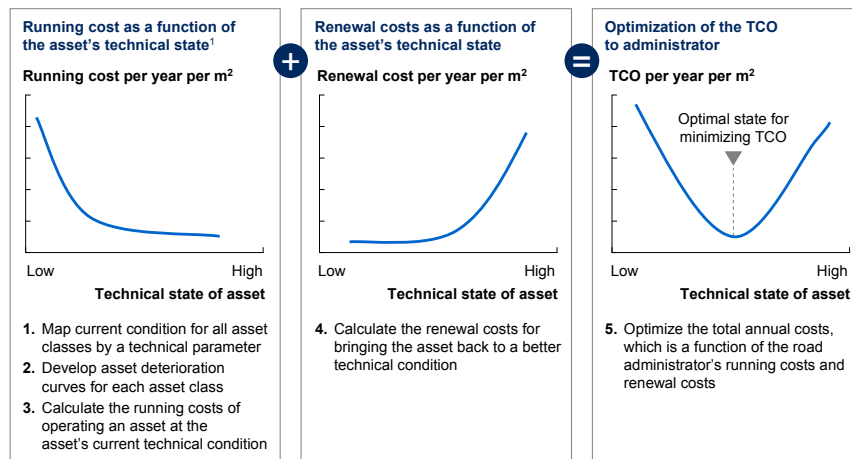 Running cost as a function of
the asset's technical state¹
Running cost per year per m²
Low
High
Technical state of asset
1. Map current condition for all asset
classes by a technical parameter
2. Develop asset deterioration
curves for each asset class
3. Calculate the running costs of
operating an asset at the
asset's current technical condition
+
Renewal costs as a function of
the asset's technical state
Renewal cost per year per m²
Low
High
Technical state of asset
4. Calculate the renewal costs for
bringing the asset back to a better
technical condition
=
Optimization of the TCO
to administrator
TCO per year per m²
Optimal state for
minimizing TCO
Low
High
Technical state of asset
5. Optimize the total annual costs,
which is a function of the road
administrator's running costs and
renewal costs